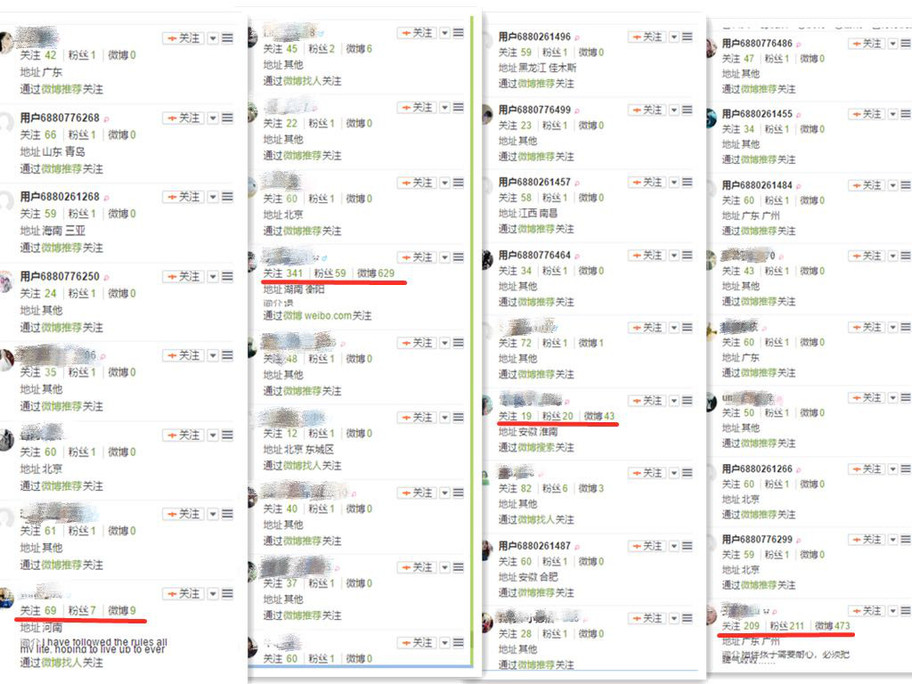 +关注
关注 42 粉丝 1 微博 0
地址 广东
通过微博推荐关注
用户6880776268
+关注
关注 66 粉丝 1 微博 0
地址 山东 青岛
通过微博推荐关注
用户6880261268
+关注
关注 59 粉丝 1 微博 0
地址 海南 三亚
通过微博推荐关注
用户6880776250
+关注
关注 24 粉丝 1 微博 0
地址 其他
通过微博推荐关注
+关注
关注 35 粉丝 1 微博 0
地址 其他
通过微博推荐关注
+关注
关注 60 粉丝 1 微博 0
地址 北京
通过微博推荐关注
+关注
关注 61 粉丝 1 微博 0
地址 其他
通过微博推荐关注
+关注
关注 69 粉丝 7 微博 9
地址 河南
I have followed the rules all
my life, hoping to live up to ever
通过微博找人关注
+关注
关注 45 粉丝 2 微博 6
地址 其他
通过微博找人关注
+关注
关注 22 粉丝 1 微博 0
地址 其他
通过微博推荐关注
+关注
关注 60 粉丝 1 微博 0
地址 北京
通过微博推荐关注
+关注
关注 341 粉丝 59 微博 629
地址 湖南 衡阳
通过微博 weibo.com关注
+关注
关注 48 粉丝 1 微博 0
地址 其他
通过微博推荐关注
+关注
关注 12 粉丝 1 微博 0
地址 北京 东城区
通过微博找人关注
+关注
关注 40 粉丝 1 微博 0
地址 其他
通过微博推荐关注
+关注
关注 37 粉丝 1 微博 0
地址 其他
通过微博推荐关注
+关注
关注 60 粉丝 1 微博 0
用户6880261496
+关注
关注 59 粉丝 1 微博 0
地址 黑龙江 佳木斯
通过微博推荐关注
用户6880776499
+关注
关注 23 粉丝 1 微博 0
地址 其他
通过微博推荐关注
用户6880261457
+关注
关注 58 粉丝 1 微博 0
地址 江西 南昌
通过微博推荐关注
用户6880776464
+关注
关注 34 粉丝 1 微博 0
地址 其他
通过微博推荐关注
+关注
关注 72 粉丝 1 微博 1
地址 其他
通过微博推荐关注
+关注
关注 19 粉丝 20 微博 43
地址 安徽 淮南
通过微博搜索关注
+关注
关注 82 粉丝 6 微博 3
地址 其他
通过微博找人关注
用户6880261487
+关注
关注 60 粉丝 1 微博 0
地址 安徽 合肥
通过微博推荐关注
+关注
关注 28 粉丝 1 微博 0
地址 其他
通过微博推荐关注
用户6880776486
+关注
关注 47 粉丝 1 微博 0
地址 其他
通过微博推荐关注
用户6880261455
+关注
关注 34 粉丝 1 微博 0
地址 其他
通过微博推荐关注
用户6880261484
+关注
关注 60 粉丝 1 微博 0
地址 广东 广州
通过微博推荐关注
+关注
关注 43 粉丝 1 微博 0
地址 其他
通过微博推荐关注
+关注
关注 60 粉丝 1 微博 0
地址 广东
通过微博推荐关注
+关注
关注 50 粉丝 1 微博 0
地址 其他
通过微博推荐关注
用户6880261266
+关注
关注 60 粉丝 1 微博 0
地址 北京
通过微博推荐关注
用户6880776299
+关注
关注 59 粉丝 1 微博 0
地址 北京
通过微博推荐关注
+关注
关注 209 粉丝 211 微博 473
地址 广东 广州
陪伴孩子需要耐心，必须把
脾气